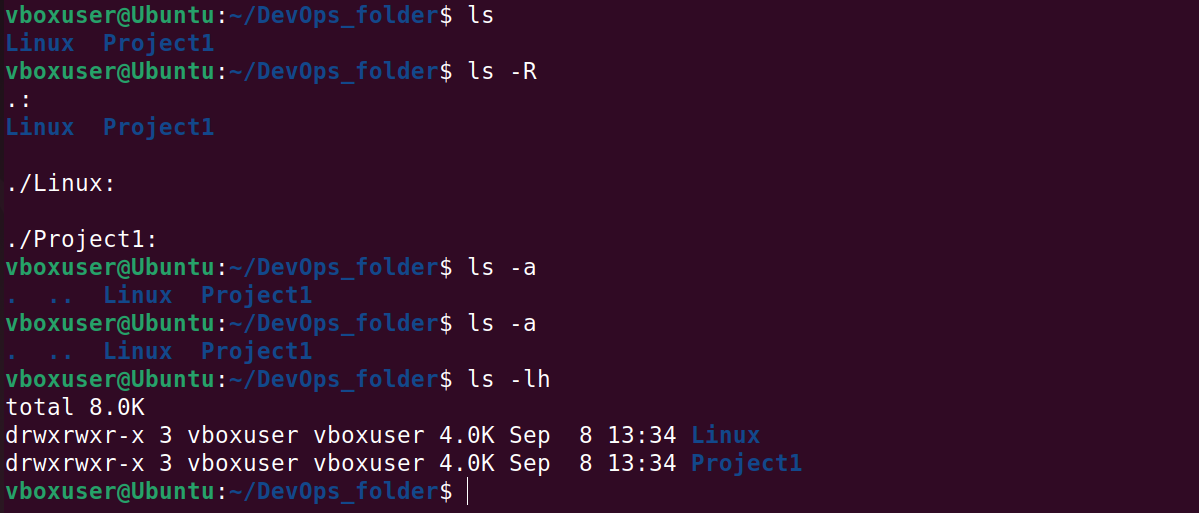 vboxuser@Ubuntu:~/DevOps_folder$ ls
Linux  Project1
vboxuser@Ubuntu:~/DevOps_folder$ ls -R
.:
Linux  Project1
./Linux:
./Project1:
vboxuser@Ubuntu:~/DevOps_folder$ ls -a
.  ..  Linux  Project1
vboxuser@Ubuntu:~/DevOps_folder$ ls -a
.  ..  Linux  Project1
vboxuser@Ubuntu:~/DevOps_folder$ ls -lh
total 8.0K
drwxrwxr-x 3 vboxuser vboxuser 4.0K Sep  8 13:34 Linux
drwxrwxr-x 3 vboxuser vboxuser 4.0K Sep  8 13:34 Project1
vboxuser@Ubuntu:~/DevOps_folder$